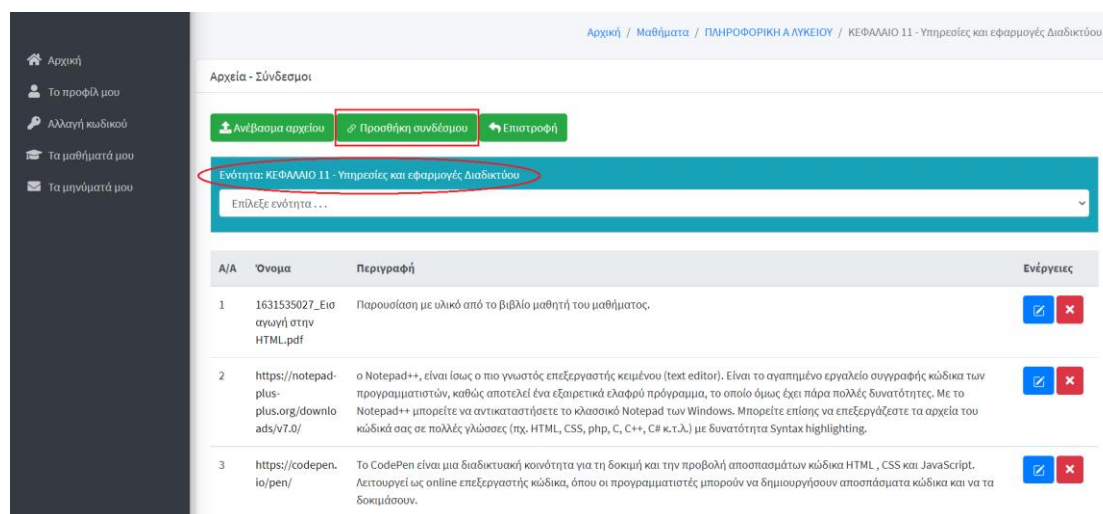 Αρχική / Μαθήματα / ΠΛΗΡΟΦΟΡΙΚΗ Α ΛΥΚΕΙΟΥ / ΚΕΦΑΛΑΙΟ 11 - Υπηρεσίες και εφαρμογές Διαδικτύου
Αρχική
Το προφίλ μου
Αλλαγή κωδικού
Τα μαθήματά μου
Τα μηνύματά μου
Αρχεία - Σύνδεσμοι
Ανέβασμα αρχείου
Προσθήκη συνδέσμου
Επιστροφή
Ενότητα: ΚΕΦΑΛΑΙΟ 11 - Υπηρεσίες και εφαρμογές Διαδικτύου
Επίλεξε ενότητα . . .
Α/Α Όνομα Περιγραφή Ενέργειες
1 1631535027_Εισ Παρουσίαση με υλικό από το βιβλίο μαθητή του μαθήματος.
αγωγή στην
HTML.pdf
2 https://notepad- ο Notepad++, είναι ίσως ο πιο γνωστός επεξεργαστής κειμένου (text editor). Είναι το αγαπημένο εργαλείο συγγραφής κώδικα των
plus- προγραμματιστών, καθώς αποτελεί ένα εξαιρετικά ελαφρύ πρόγραμμα, το οποίο όμως έχει πάρα πολλές δυνατότητες. Με το
plus.org/downlo Notepad++ μπορείτε να αντικαταστήσετε το κλασσικό Notepad των Windows. Μπορείτε επίσης να επεξεργάζεστε τα αρχεία του
ads/v7.0/ κώδικά σας σε πολλές γλώσσες (πχ. HTML, CSS, php, C, C++, C# κ.τ.λ.) με δυνατότητα Syntax highlighting.
3 https://codepen. Το CodePen είναι μια διαδικτυακή κοινότητα για τη δοκιμή και την προβολή αποσπασμάτων κώδικα HTML , CSS και JavaScript.
io/pen/ Λειτουργεί ως online επεξεργαστής κώδικα, όπου οι προγραμματιστές μπορούν να δημιουργήσουν αποσπάσματα κώδικα και να τα
δοκιμάσουν.